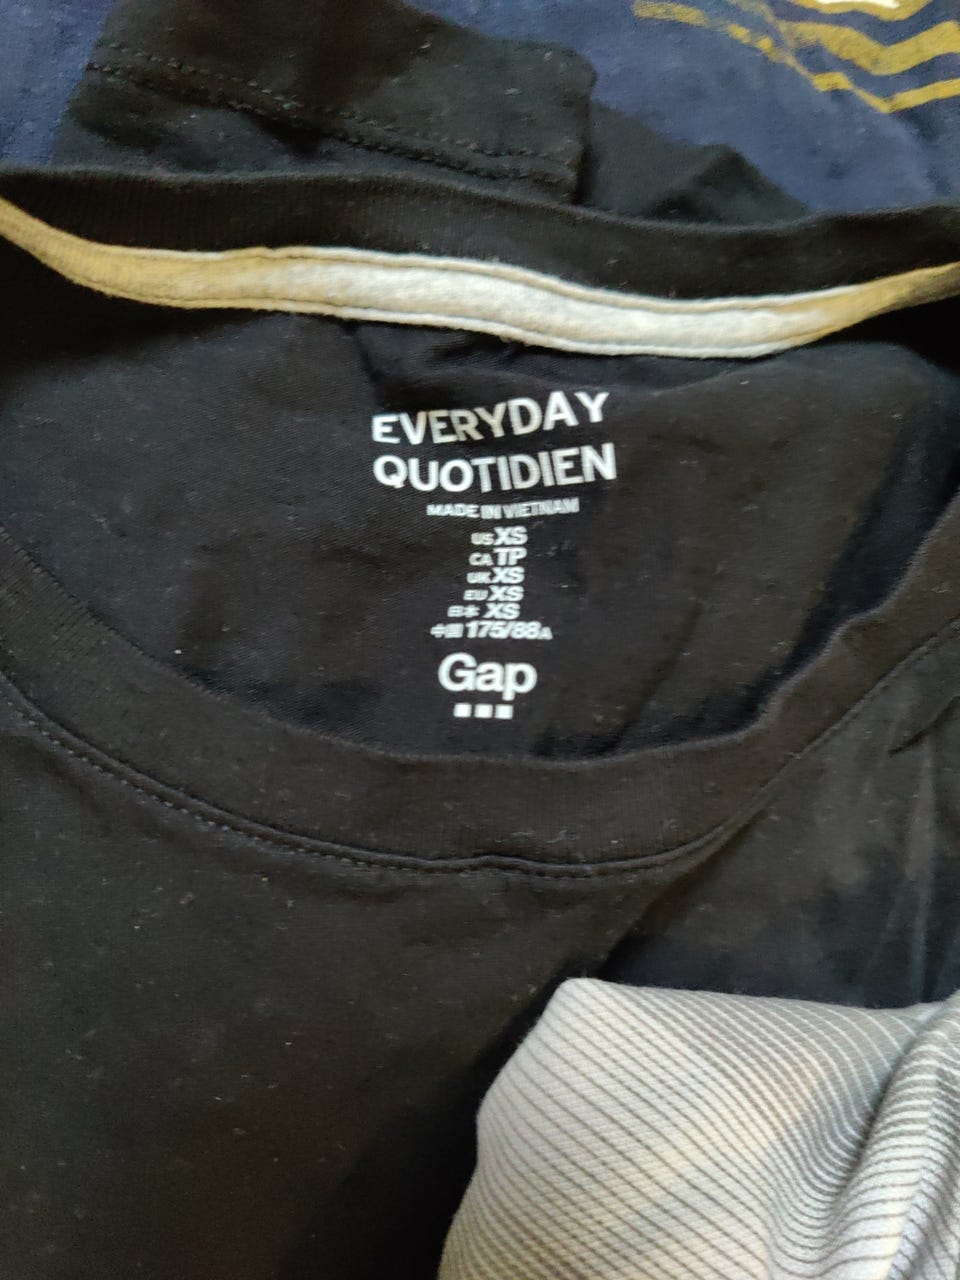 EVERYDAY
QUOTIDIEN
MADE IN VIETNAM
US XS
CA TP
UK XS
EU XS
日本 XS
中国 175/88A
Gap